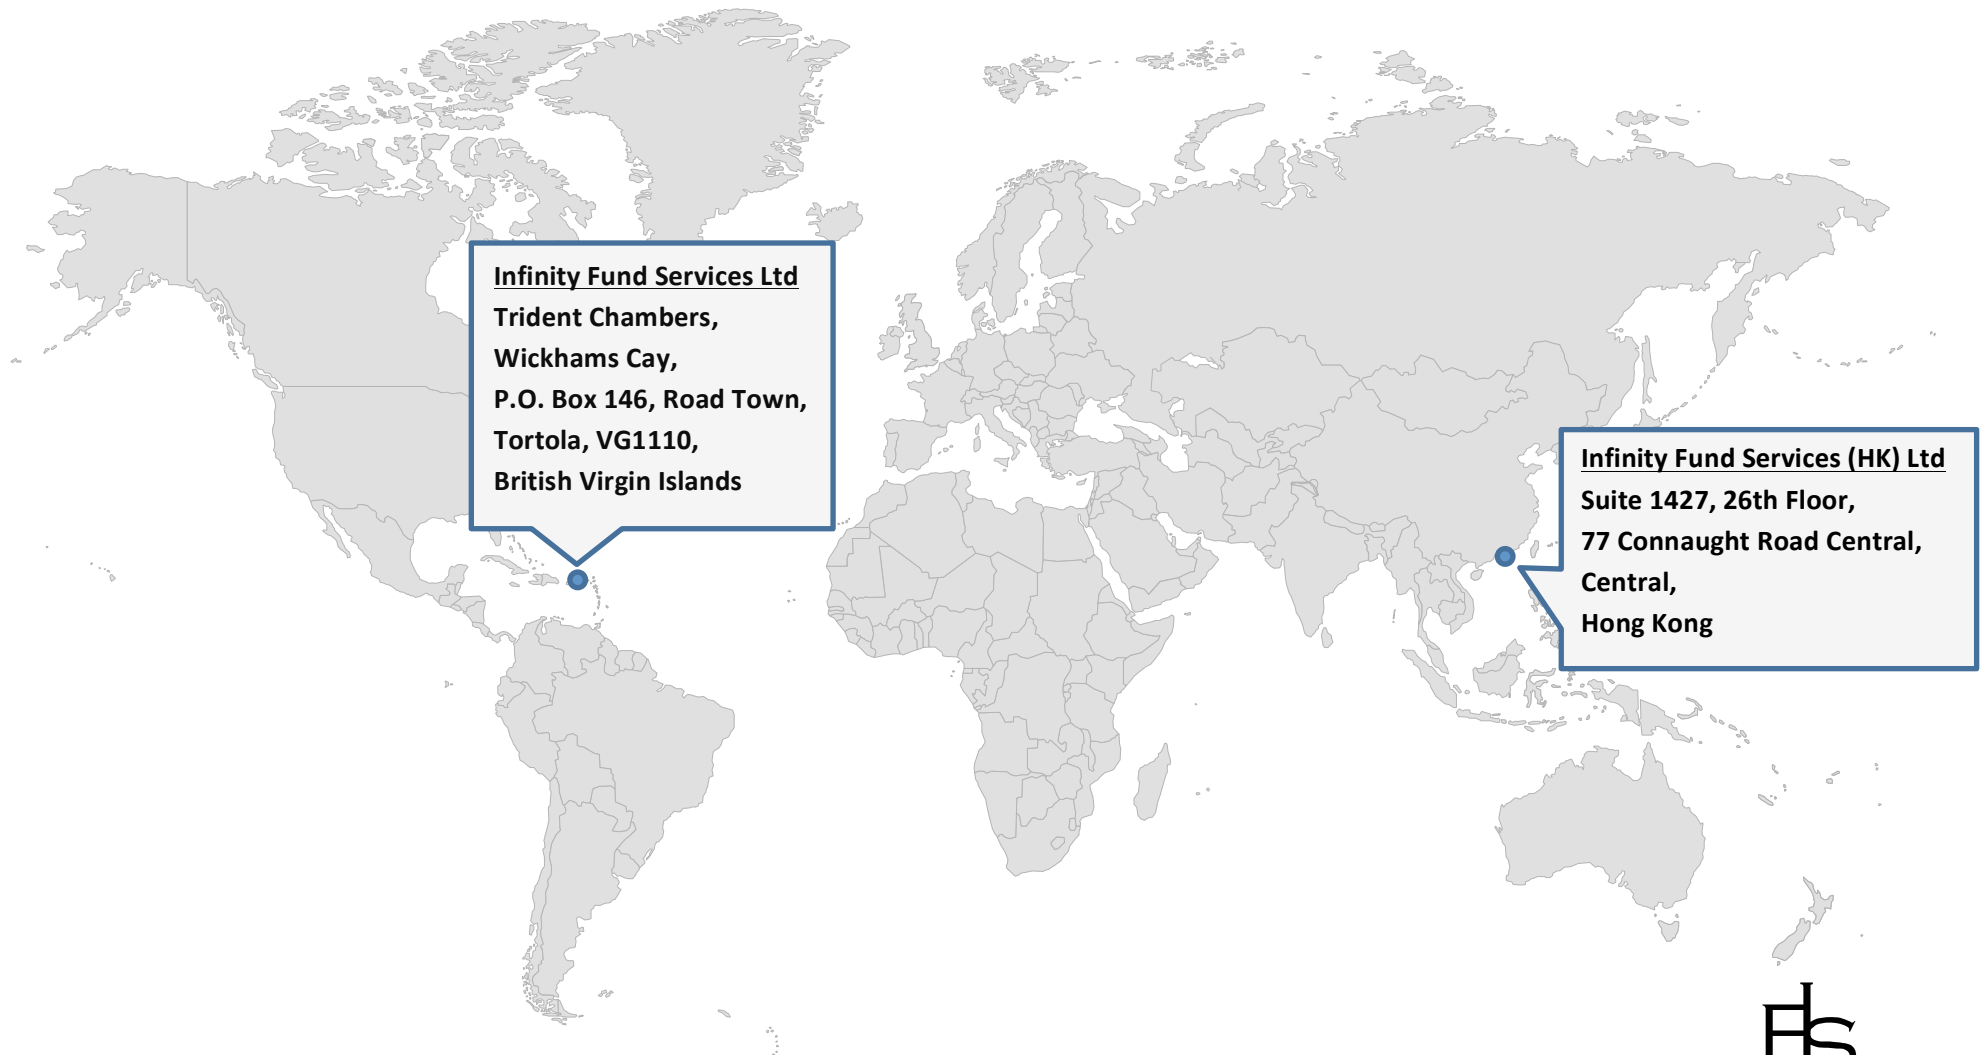 Infinity Fund Services Ltd
Trident Chambers,
Wickhams Cay,
P.O. Box 146, Road Town,
Tortola, VG1110,
British Virgin Islands
Infinity Fund Services (HK) Ltd
Suite 1427, 26th Floor,
77 Connaught Road Central,
Central,
Hong Kong